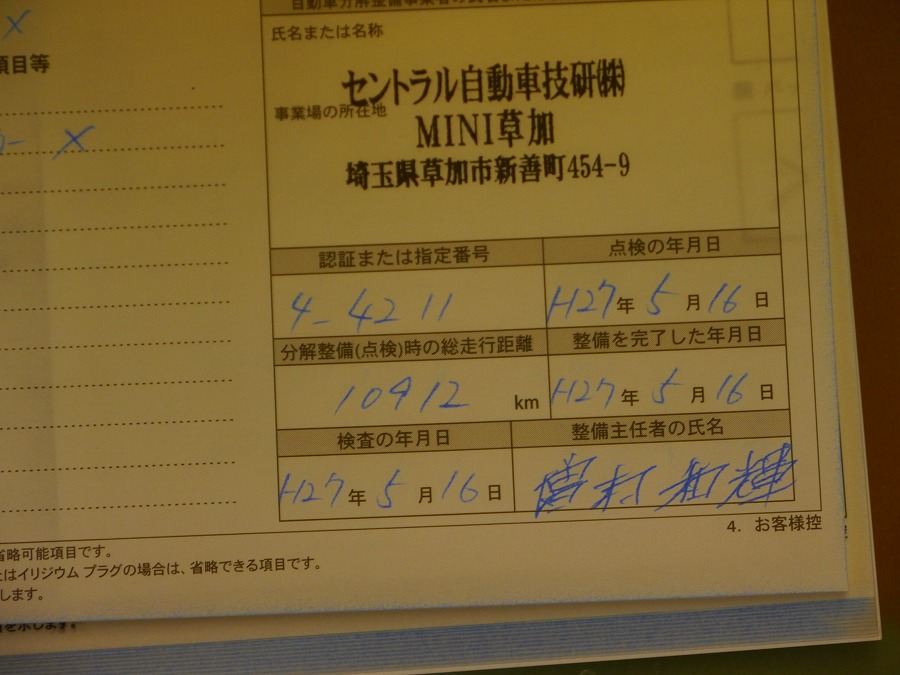 X
項目等
X
氏名または名称
セントラル自動車技研㈱
事業場の所在地
MINI草加
埼玉県草加市新善町454-9
認証または指定番号
点検の年月日
4-4211
H27年 5月16日
分解整備(点検)時の総走行距離
整備を完了した年月日
10912 km
H27年 5月16日
検査の年月日
整備主任者の氏名
H27年 5月16日
村和輝
4. お客様控
省略可能項目です。
はイリジウム プラグの場合は、省略できる項目です。
します。